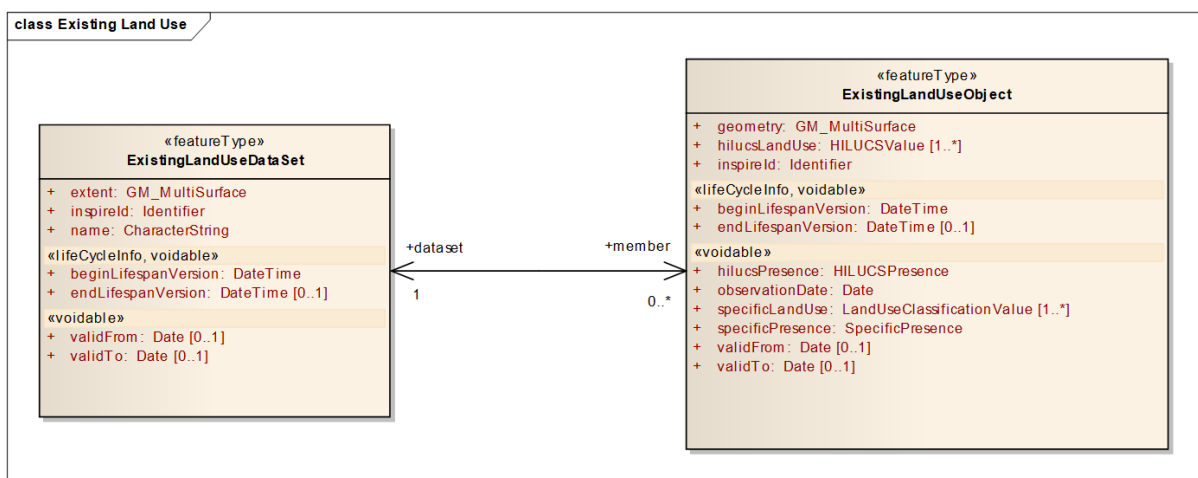 class Existing Land Use
«featureType»
ExistingLandUseDataSet
+ extent: GM_MultiSurface
+ inspireId: Identifier
+ name: CharacterString
«lifeCycleInfo, voidable»
+ beginLifespanVersion: DateTime
+ endLifespanVersion: DateTime [0..1]
«voidable»
+ validFrom: Date [0..1]
+ validTo: Date [0..1]
+dataset
1
+member
0..*
«featureType»
ExistingLandUseObject
+ geometry: GM_MultiSurface
+ hilucsLandUse: HILUCSValue [1..*]
+ inspireId: Identifier
«lifeCycleInfo, voidable»
+ beginLifespanVersion: DateTime
+ endLifespanVersion: DateTime [0..1]
«voidable»
+ hilucsPresence: HILUCSPresence
+ observationDate: Date
+ specificLandUse: LandUseClassificationValue [1..*]
+ specificPresence: SpecificPresence
+ validFrom: Date [0..1]
+ validTo: Date [0..1]